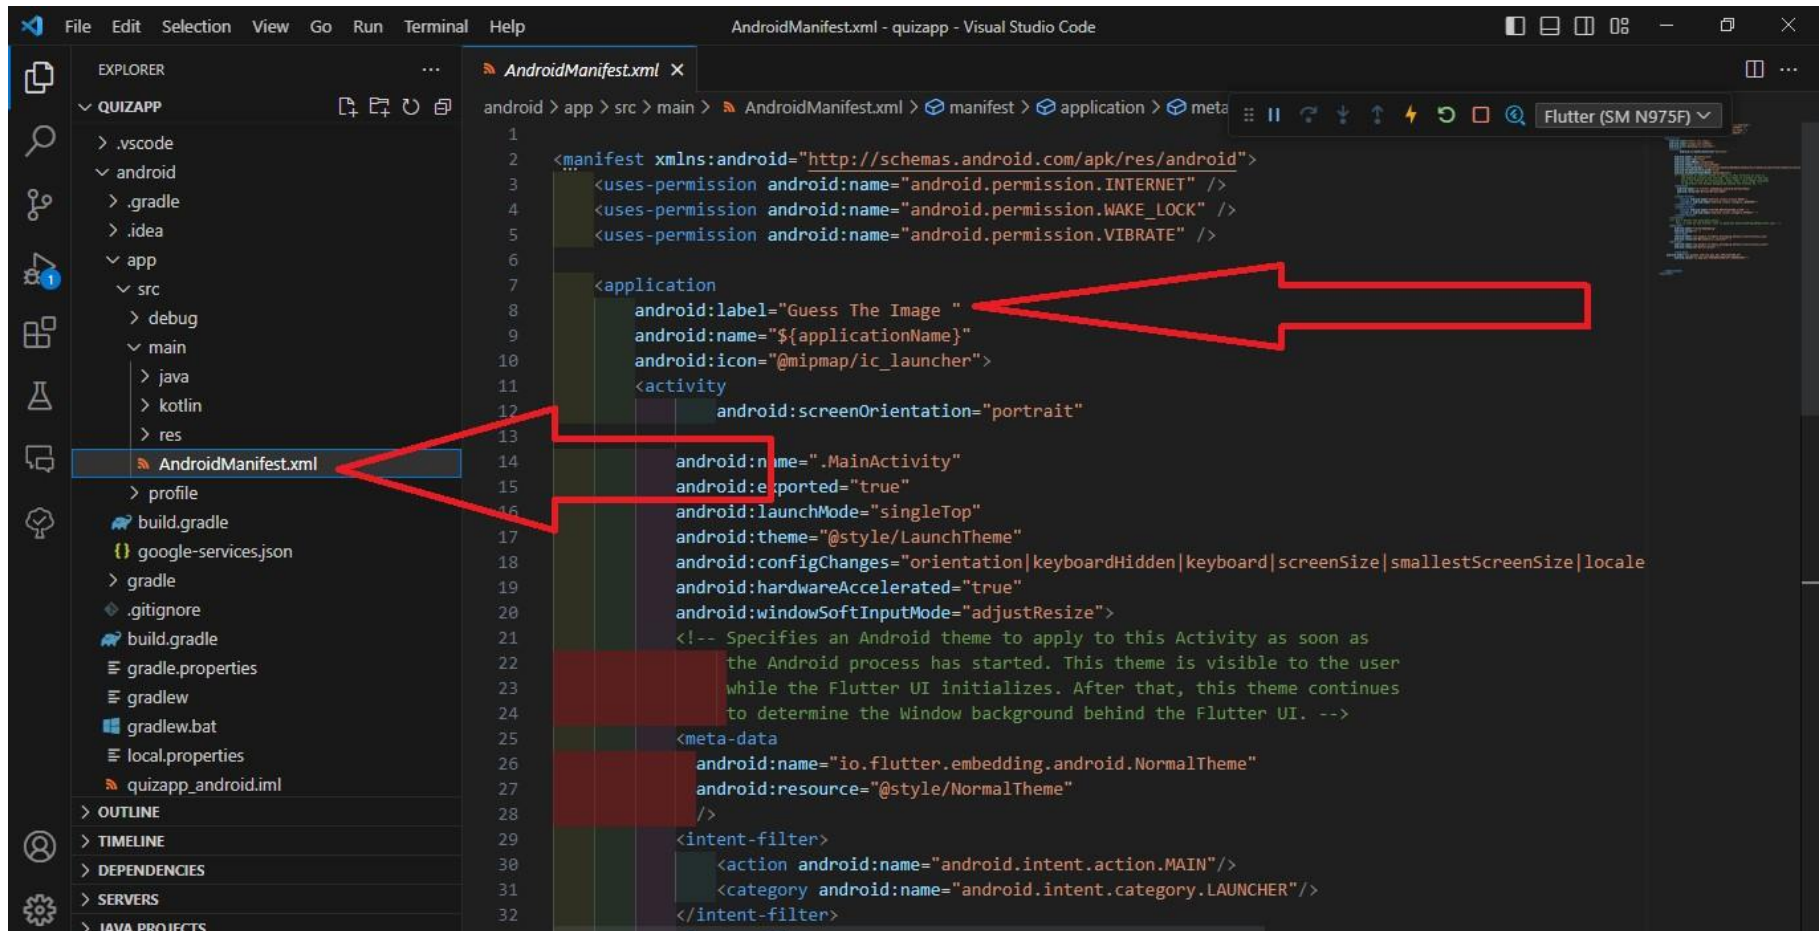 File Edit Selection View Go Run Terminal Help
AndroidManifest.xml - quizapp - Visual Studio Code
EXPLORER
QUIZAPP
.vscode
android
.gradle
.idea
app
src
debug
main
java
kotlin
res
AndroidManifest.xml
profile
build.gradle
{} google-services.json
gradle
.gitignore
build.gradle
gradle.properties
gradlew
gradlew.bat
local.properties
quizapp_android.iml
OUTLINE
TIMELINE
DEPENDENCIES
SERVERS
JAVA PROJECTS
1
AndroidManifest.xml
android > app > src > main > AndroidManifest.xml > manifest > application > meta
Flutter (SM N975F)
1
2 <manifest xmlns:android="http://schemas.android.com/apk/res/android">
3 <uses-permission android:name="android.permission.INTERNET" />
4 <uses-permission android:name="android.permission.WAKE_LOCK" />
5 <uses-permission android:name="android.permission.VIBRATE" />
6
7 <application
8 android:label="Guess The Image "
9 android:name="${applicationName}"
10 android:icon="@mipmap/ic_launcher">
11 <activity
12 android:screenOrientation="portrait"
13
14 android:name=".MainActivity"
15 android:exported="true"
16 android:launchMode="singleTop"
17 android:theme="@style/LaunchTheme"
18 android:configChanges="orientation|keyboardHidden|keyboard|screenSize|smallestScreenSize|locale
19 android:hardwareAccelerated="true"
20 android:windowSoftInputMode="adjustResize">
21 <!-- Specifies an Android theme to apply to this Activity as soon as
22 the Android process has started. This theme is visible to the user
23 while the Flutter UI initializes. After that, this theme continues
24 to determine the Window background behind the Flutter UI. -->
25 <meta-data
26 android:name="io.flutter.embedding.android.NormalTheme"
27 android:resource="@style/NormalTheme"
28 />
29 <intent-filter>
30 <action android:name="android.intent.action.MAIN"/>
31 <category android:name="android.intent.category.LAUNCHER"/>
32 </intent-filter>